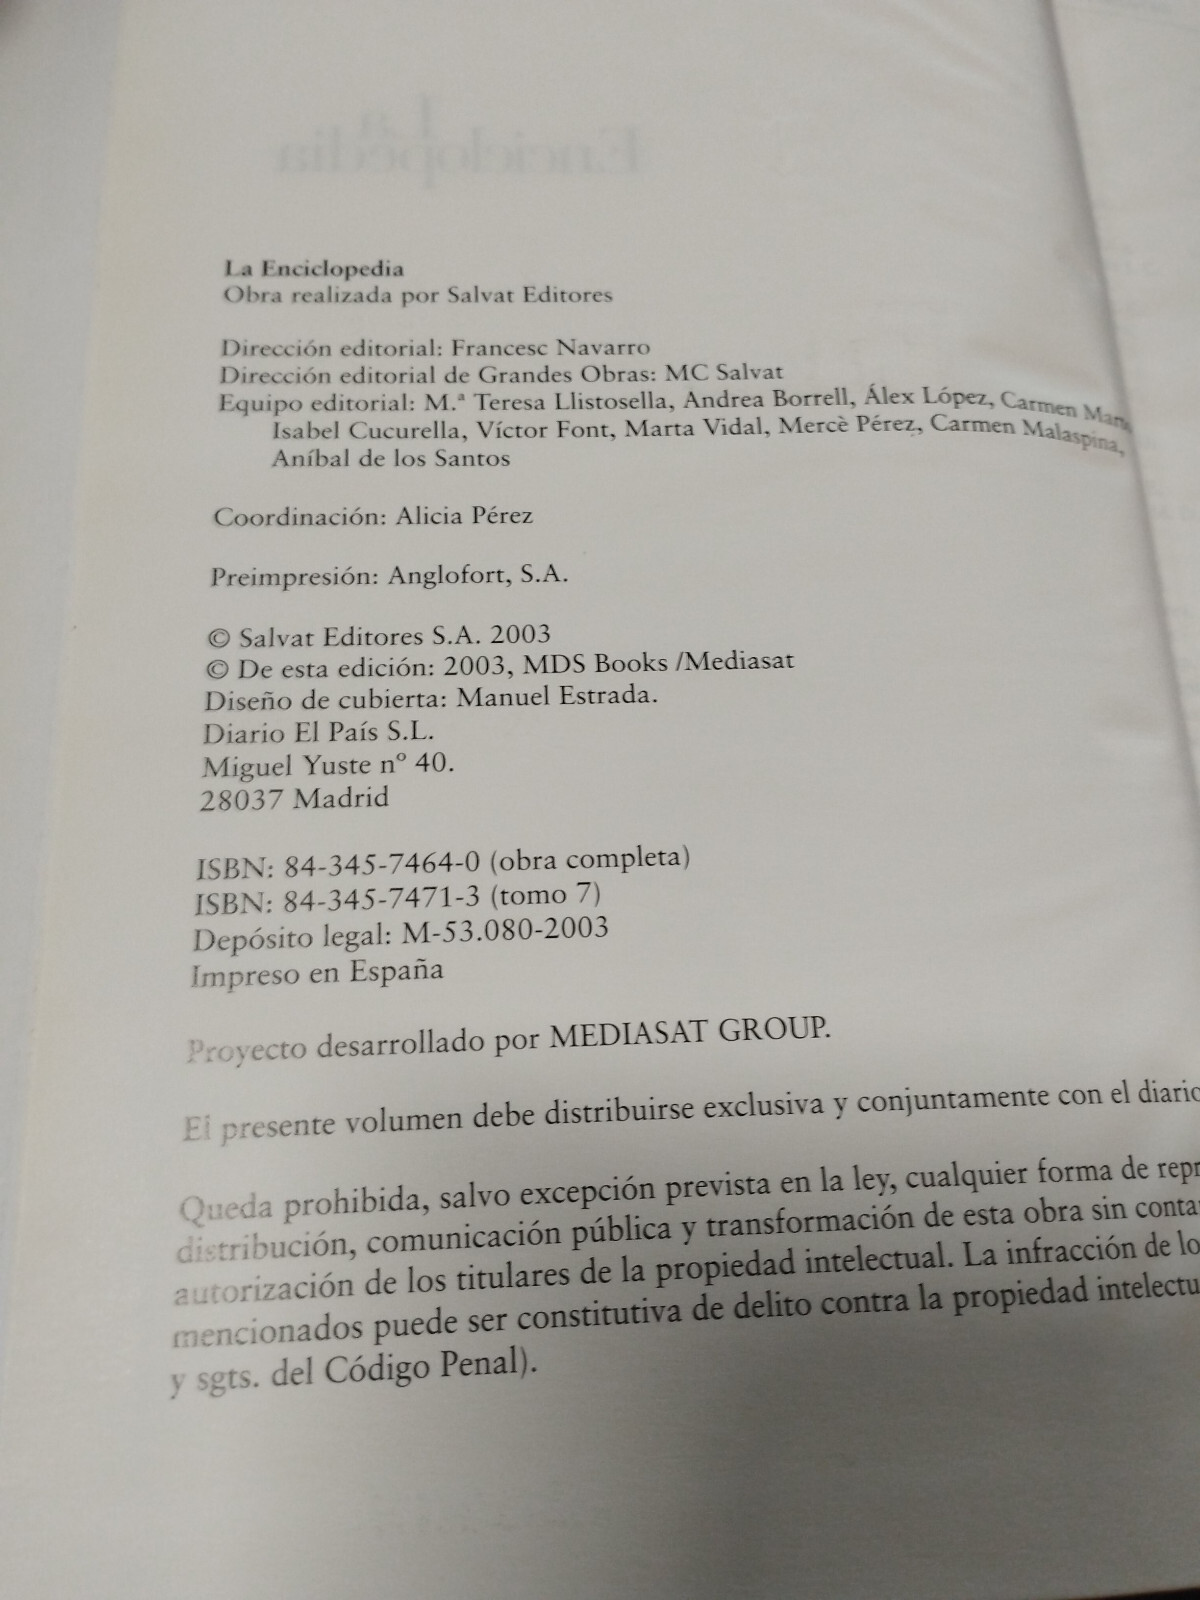 La Enciclopedia
La Enciclopedia
Obra realizada por Salvat Editores
Dirección editorial: Francesc Navarro
Dirección editorial de Grandes Obras: MC Salvat
Equipo editorial: M.ª Teresa Llistosella, Andrea Borrell, Álex López, Carmen
Isabel Cucurella, Víctor Font, Marta Vidal, Mercè Pérez, Carmen Malaspina,
Aníbal de los Santos
Coordinación: Alicia Pérez
Preimpresión: Anglofort, S.A.
© Salvat Editores S.A. 2003
© De esta edición: 2003, MDS Books /Mediasat
Diseño de cubierta: Manuel Estrada.
Diario El País S.L.
Miguel Yuste nº 40.
28037 Madrid
ISBN: 84-345-7464-0 (obra completa)
ISBN: 84-345-7471-3 (tomo 7)
Depósito legal: M-53.080-2003
Impreso en España
Proyecto desarrollado por MEDIASAT GROUP.
El presente volumen debe distribuirse exclusiva y conjuntamente con el diario
Queda prohibida, salvo excepción prevista en la ley, cualquier forma de
distribución, comunicación pública y transformación de esta obra sin
autorización de los titulares de la propiedad intelectual. La infracción de
mencionados puede ser constitutiva de delito contra la propiedad
y sgts. del Código Penal).